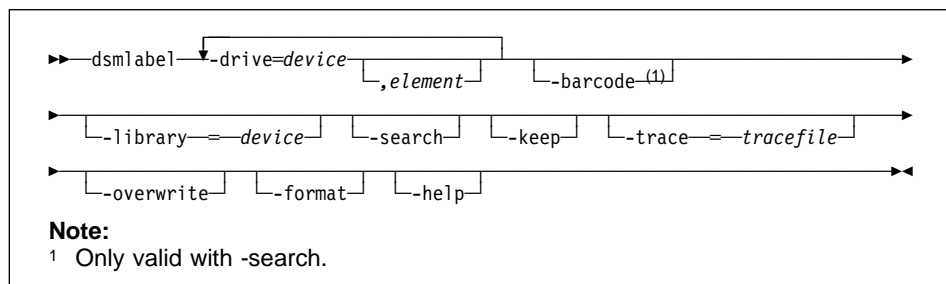 dsmlabel -drive=device ,element -barcode (1)
-library = device -search -keep -trace = tracefile
-overwrite -format -help
Note:
1 Only valid with -search.